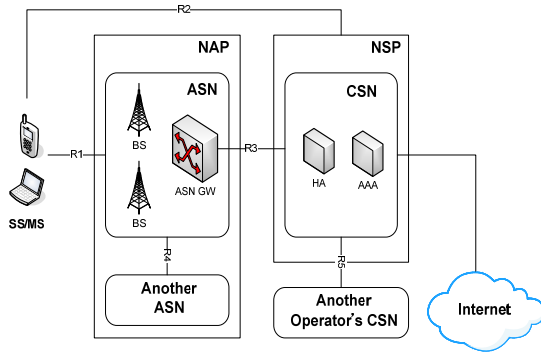 R2
NAP
NSP
ASN
CSN
BS
R1
R3
ASN GW
HA
AAA
BS
SS/MS
R4
R5
Another
ASN
Another
Operator's CSN
Internet